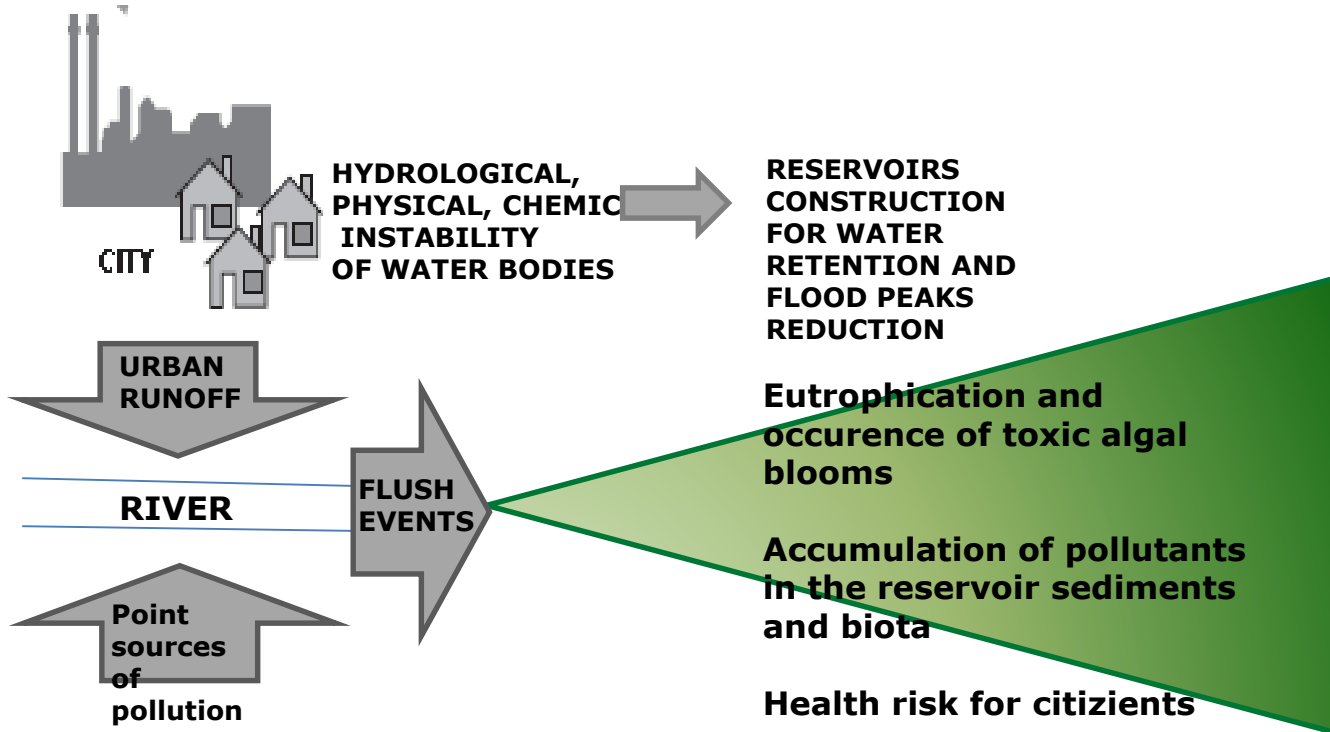 HYDROLOGICAL,
PHYSICAL, CHEMIC
INSTABILITY
OF WATER BODIES
RESERVOIRS
CONSTRUCTION
FOR WATER
RETENTION AND
FLOOD PEAKS
REDUCTION
CITY
URBAN
RUNOFF
RIVER
FLUSH
EVENTS
Point
sources
of
pollution
Eutrophication and
occurence of toxic algal
blooms
Accumulation of pollutants
in the reservoir sediments
and biota
Health risk for citizients